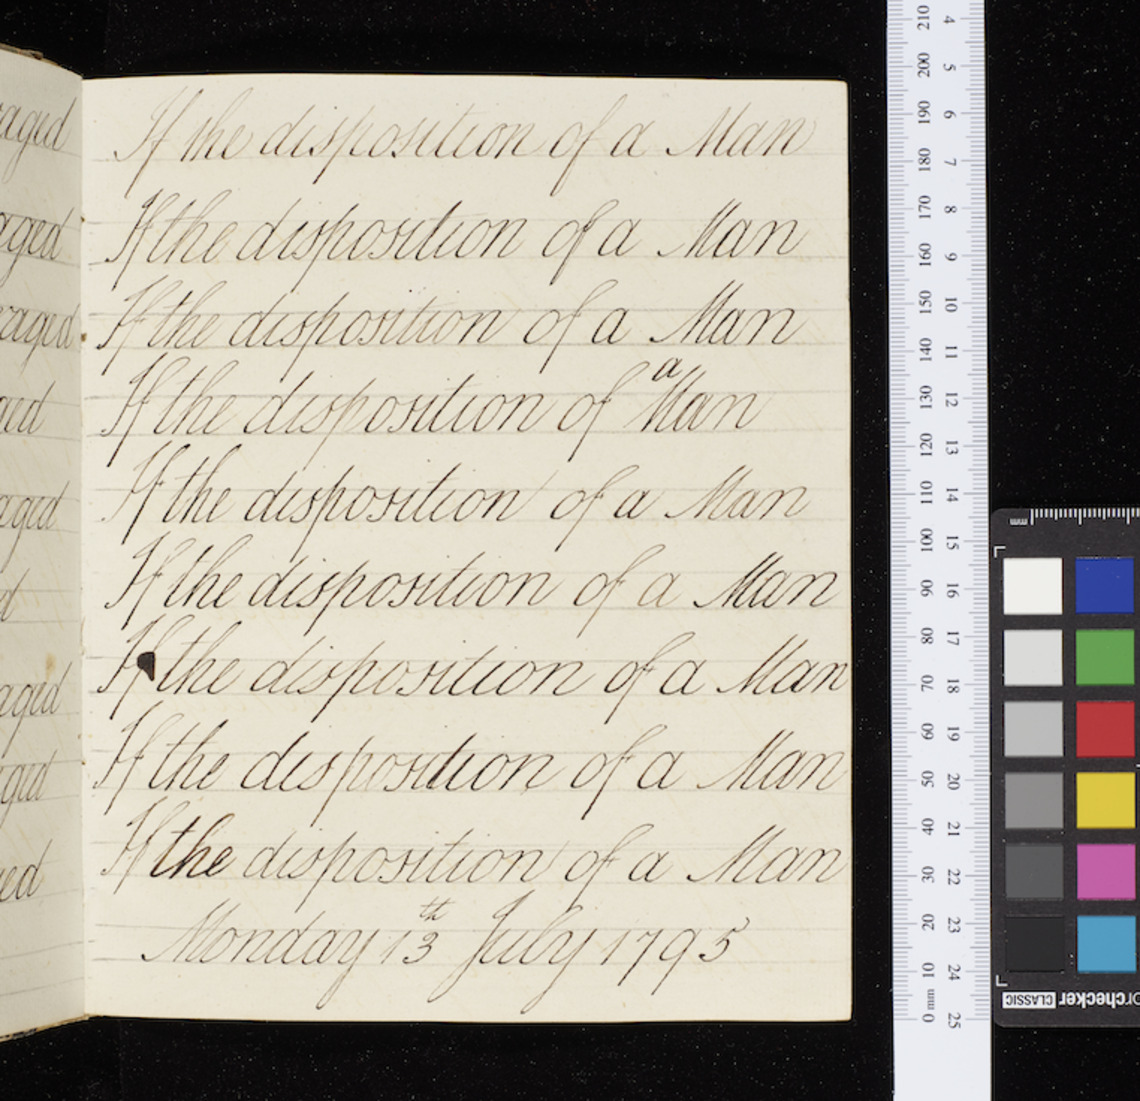 aged
If the disposition of a Man
aged
If the disposition of a Man
raged
If the disposition of a Man
If the disposition of a Man
aged
If the disposition of a Man
If the disposition of a Man
aged
If the disposition of a Man
If the disposition of a Man
If the disposition of a Man
Monday 13th July 1795
210 200 190 180 170 160 150 140 130 120 110 100 90 80 70 60 50 40 30 20 10 0 mm
4 5 6 7 8 9 10 11 12 13 14 15 16 17 18 19 20 21 22 23 24 25
mm
orchecker CLASSIC